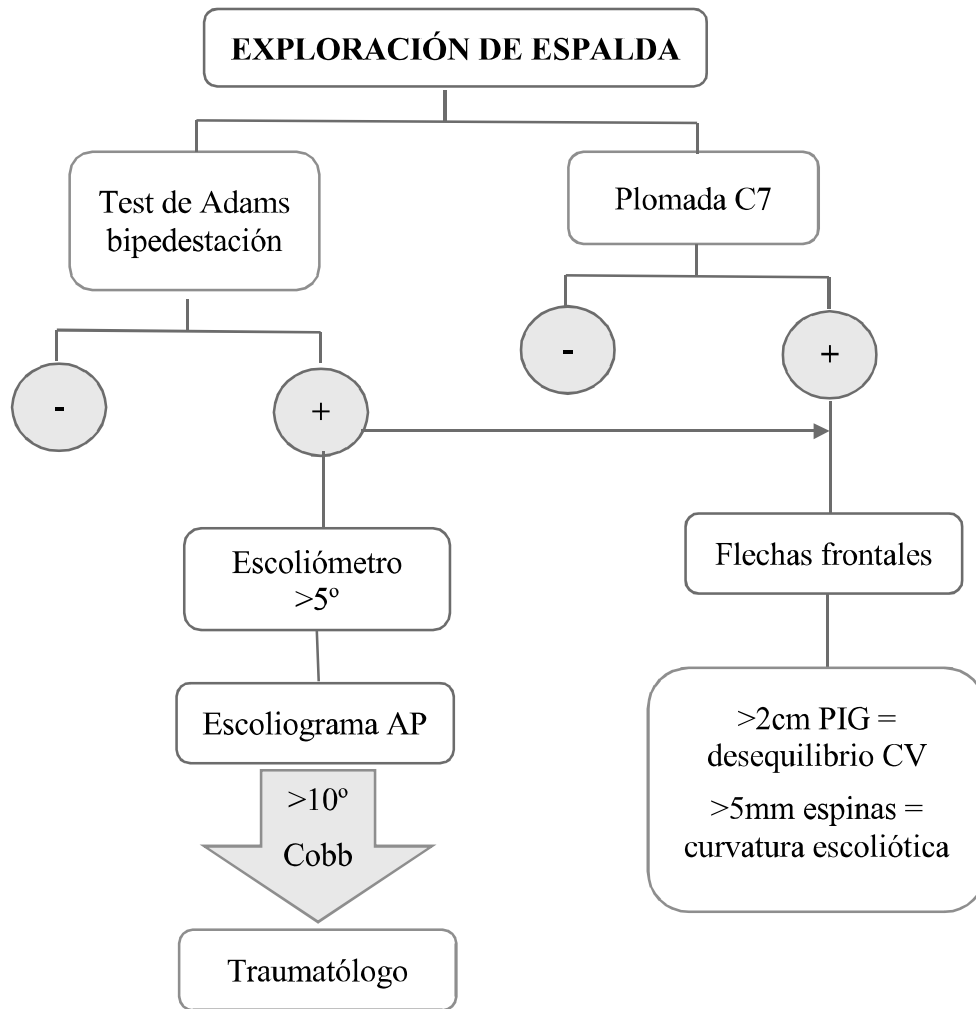 EXPLORACIÓN DE ESPALDA
Test de Adams
bipedestación
Plomada C7
-
+
-
+
Escoliómetro
>5º
Flechas frontales
Escoliograma AP
>10º
Cobb
>2cm PIG =
desequilibrio CV
>5mm espinas =
curvatura escoliótica
Traumatólogo